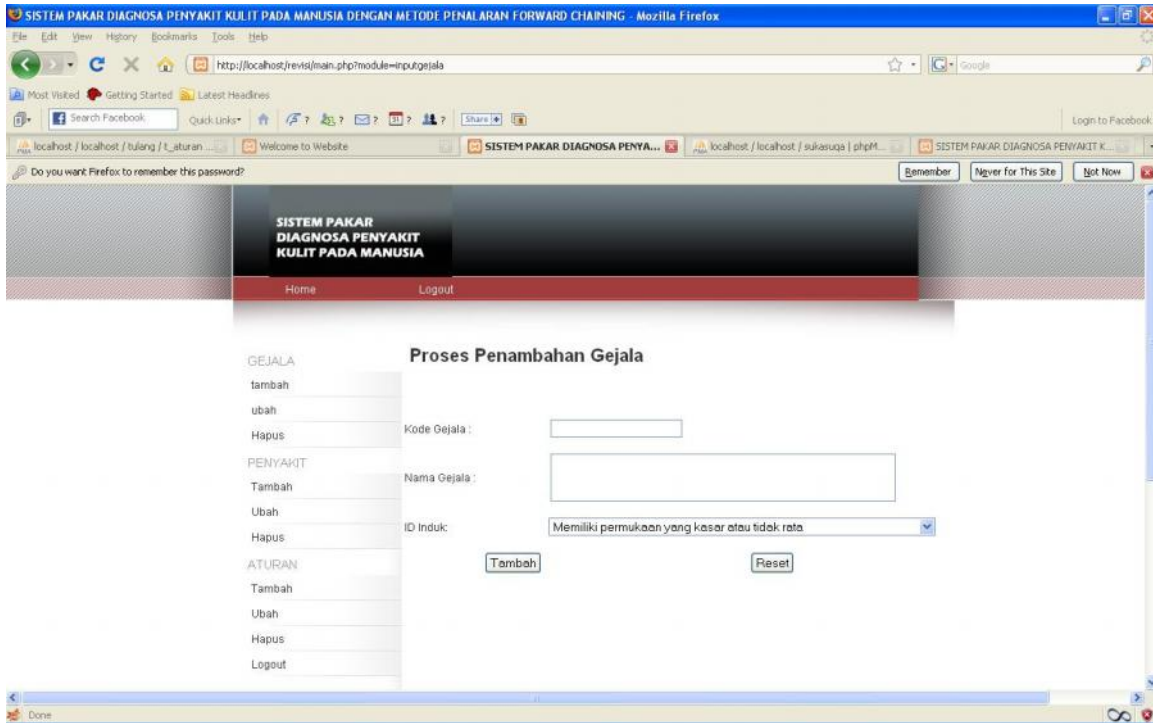 SISTEM PAKAR DIAGNOSA PENYAKIT KULIT PADA MANUSIA DENGAN METODE PENALARAN FORWARD CHAINING - Mozilla Firefox
File Edit View History Bookmarks Tools Help
http://localhost/revisi/main.php?module=inputgejala
Google
Most Visited Getting Started Latest Headlines
Search Facebook Quick Links ? ? ? 31 ? ? Share Login to Facebook
localhost / localhost / tulang / t_aturan ... Welcome to Website SISTEM PAKAR DIAGNOSA PENYA... localhost / localhost / sukasuqa | phpM... SISTEM PAKAR DIAGNOSA PENYAKIT K...
Do you want Firefox to remember this password? Remember Never for This Site Not Now
SISTEM PAKAR
DIAGNOSA PENYAKIT
KULIT PADA MANUSIA
Home Logout
Proses Penambahan Gejala
GEJALA
tambah
ubah
Hapus
PENYAKIT
Tambah
Ubah
Hapus
ATURAN
Tambah
Ubah
Hapus
Logout
Kode Gejala :
Nama Gejala :
ID Induk: Memiliki permukaan yang kasar atau tidak rata
Tambah Reset
Done